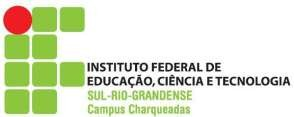 INSTITUTO FEDERAL DE
EDUCAÇÃO, CIÊNCIA E TECNOLOGIA
SUL-RIO-GRANDENSE
Campus Charqueadas